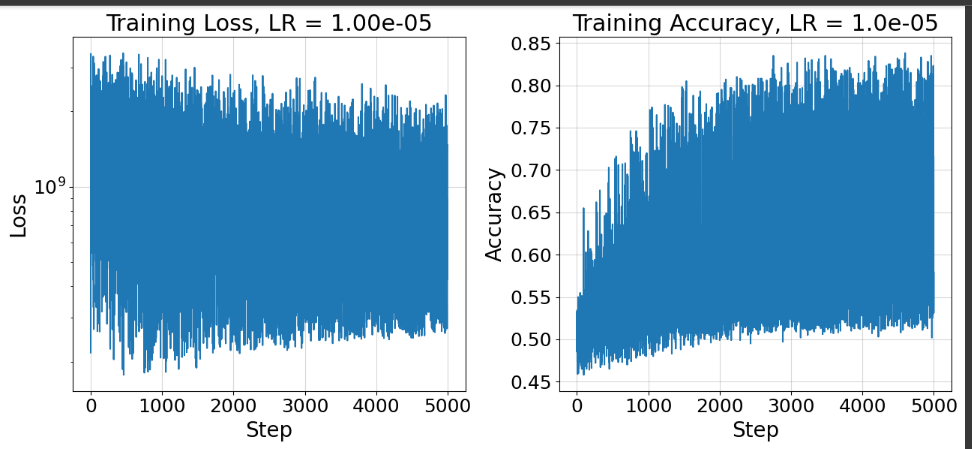 Training Loss, LR = 1.00e-05
Loss
10⁹
0 1000 2000 3000 4000 5000
Step
Training Accuracy, LR = 1.0e-05
Accuracy
0.85
0.80
0.75
0.70
0.65
0.60
0.55
0.50
0.45
0 1000 2000 3000 4000 5000
Step